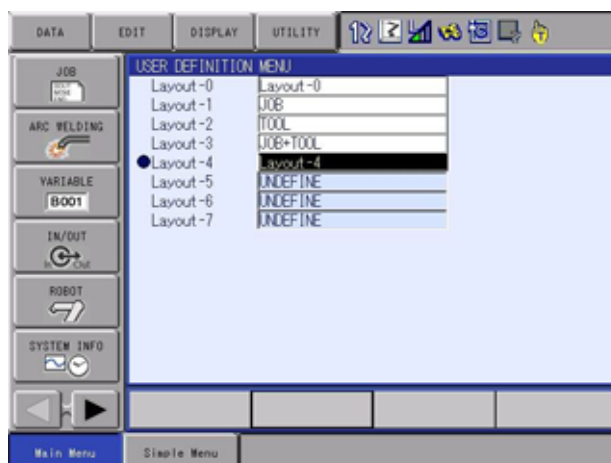 DATA EDIT DISPLAY UTILITY
JOB
ARC WELDING
VARIABLE
B001
IN/OUT
In Out
ROBOT
SYSTEM INFO
USER DEFINITION MENU
Layout-0 Layout-0
Layout-1 JOB
Layout-2 TOOL
Layout-3 JOB+TOOL
Layout-4 Layout-4
Layout-5 UNDEFINE
Layout-6 UNDEFINE
Layout-7 UNDEFINE
Main Menu Simple Menu